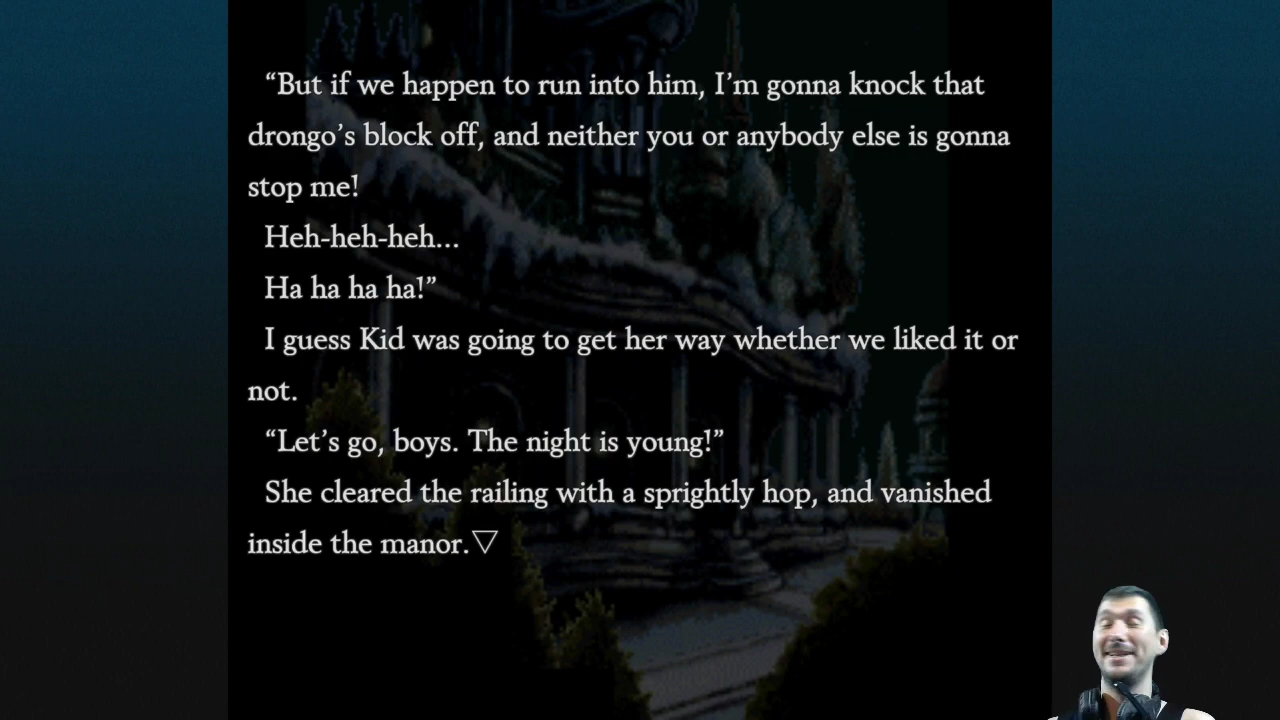 “But if we happen to run into him, I’m gonna knock that
drongo’s block off, and neither you or anybody else is gonna
stop me!
Heh-heh-heh...
Ha ha ha ha!”
I guess Kid was going to get her way whether we liked it or
not.
“Let’s go, boys. The night is young!”
She cleared the railing with a sprightly hop, and vanished
inside the manor.▽